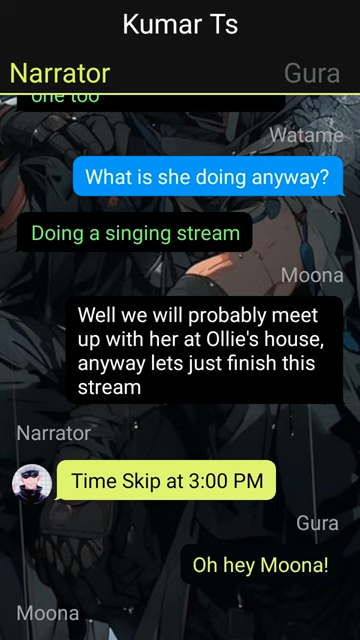 Kumar Ts
Narrator
Gura
one too
Watame
What is she doing anyway?
Doing a singing stream
Moona
Well we will probably meet
up with her at Ollie's house,
anyway lets just finish this
stream
Narrator
Time Skip at 3:00 PM
Gura
Oh hey Moona!
Moona